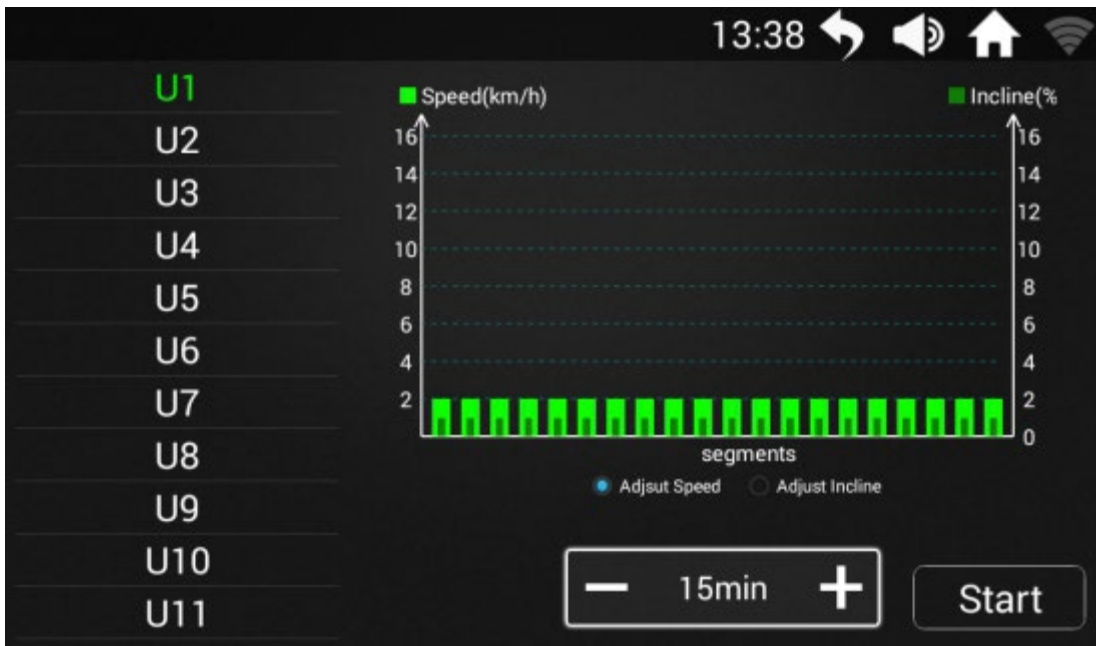 13:38
U1
U2
U3
U4
U5
U6
U7
U8
U9
U10
U11
Speed(km/h) Incline(%
16 16
14 14
12 12
10 10
8 8
6 6
4 4
2 2
0
segments
Adjsut Speed Adjust Incline
15min
Start